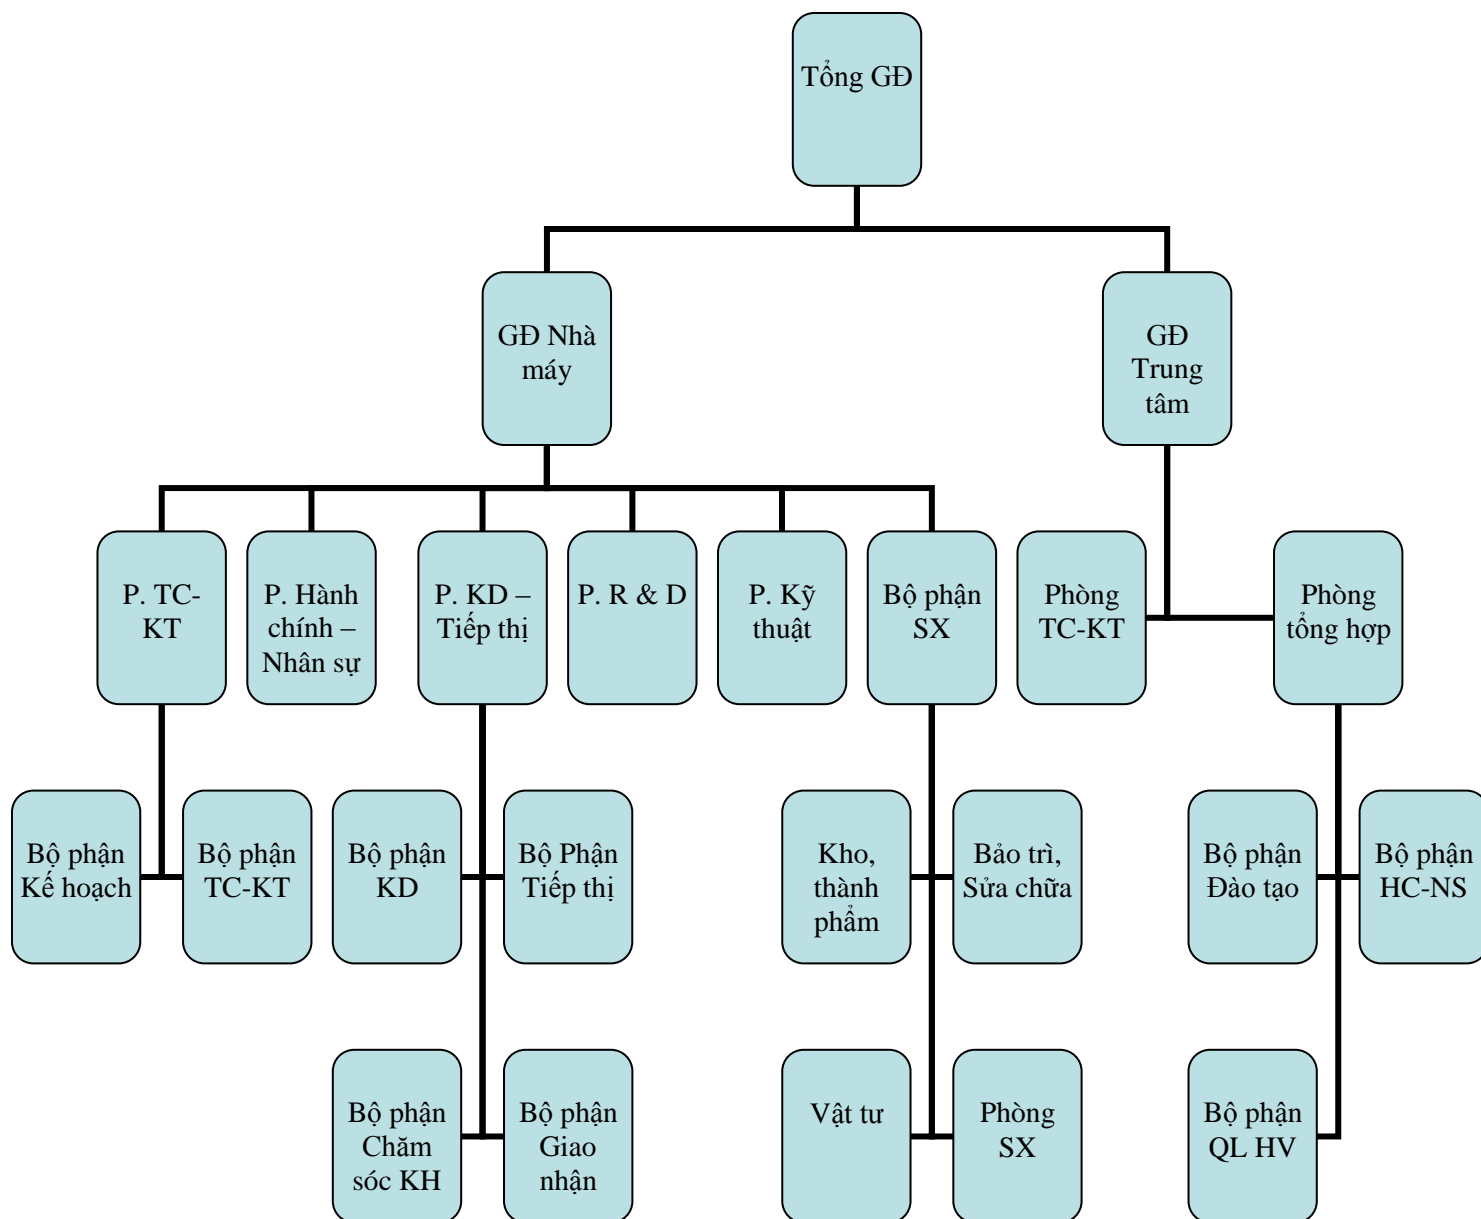 Tổng GĐ
GĐ Nhà
máy
GĐ
Trung
tâm
P. TC-
KT
P. Hành
chính –
Nhân sự
P. KD –
Tiếp thị
P. R & D
P. Kỹ
thuật
Bộ phận
SX
Phòng
TC-KT
Phòng
tổng hợp
Bộ phận
Kế hoạch
Bộ phận
TC-KT
Bộ phận
KD
Bộ Phận
Tiếp thị
Kho,
thành
phẩm
Bảo trì,
Sửa chữa
Bộ phận
Đào tạo
Bộ phận
HC-NS
Bộ phận
Chăm
sóc KH
Bộ phận
Giao
nhận
Vật tư
Phòng
SX
Bộ phận
QL HV